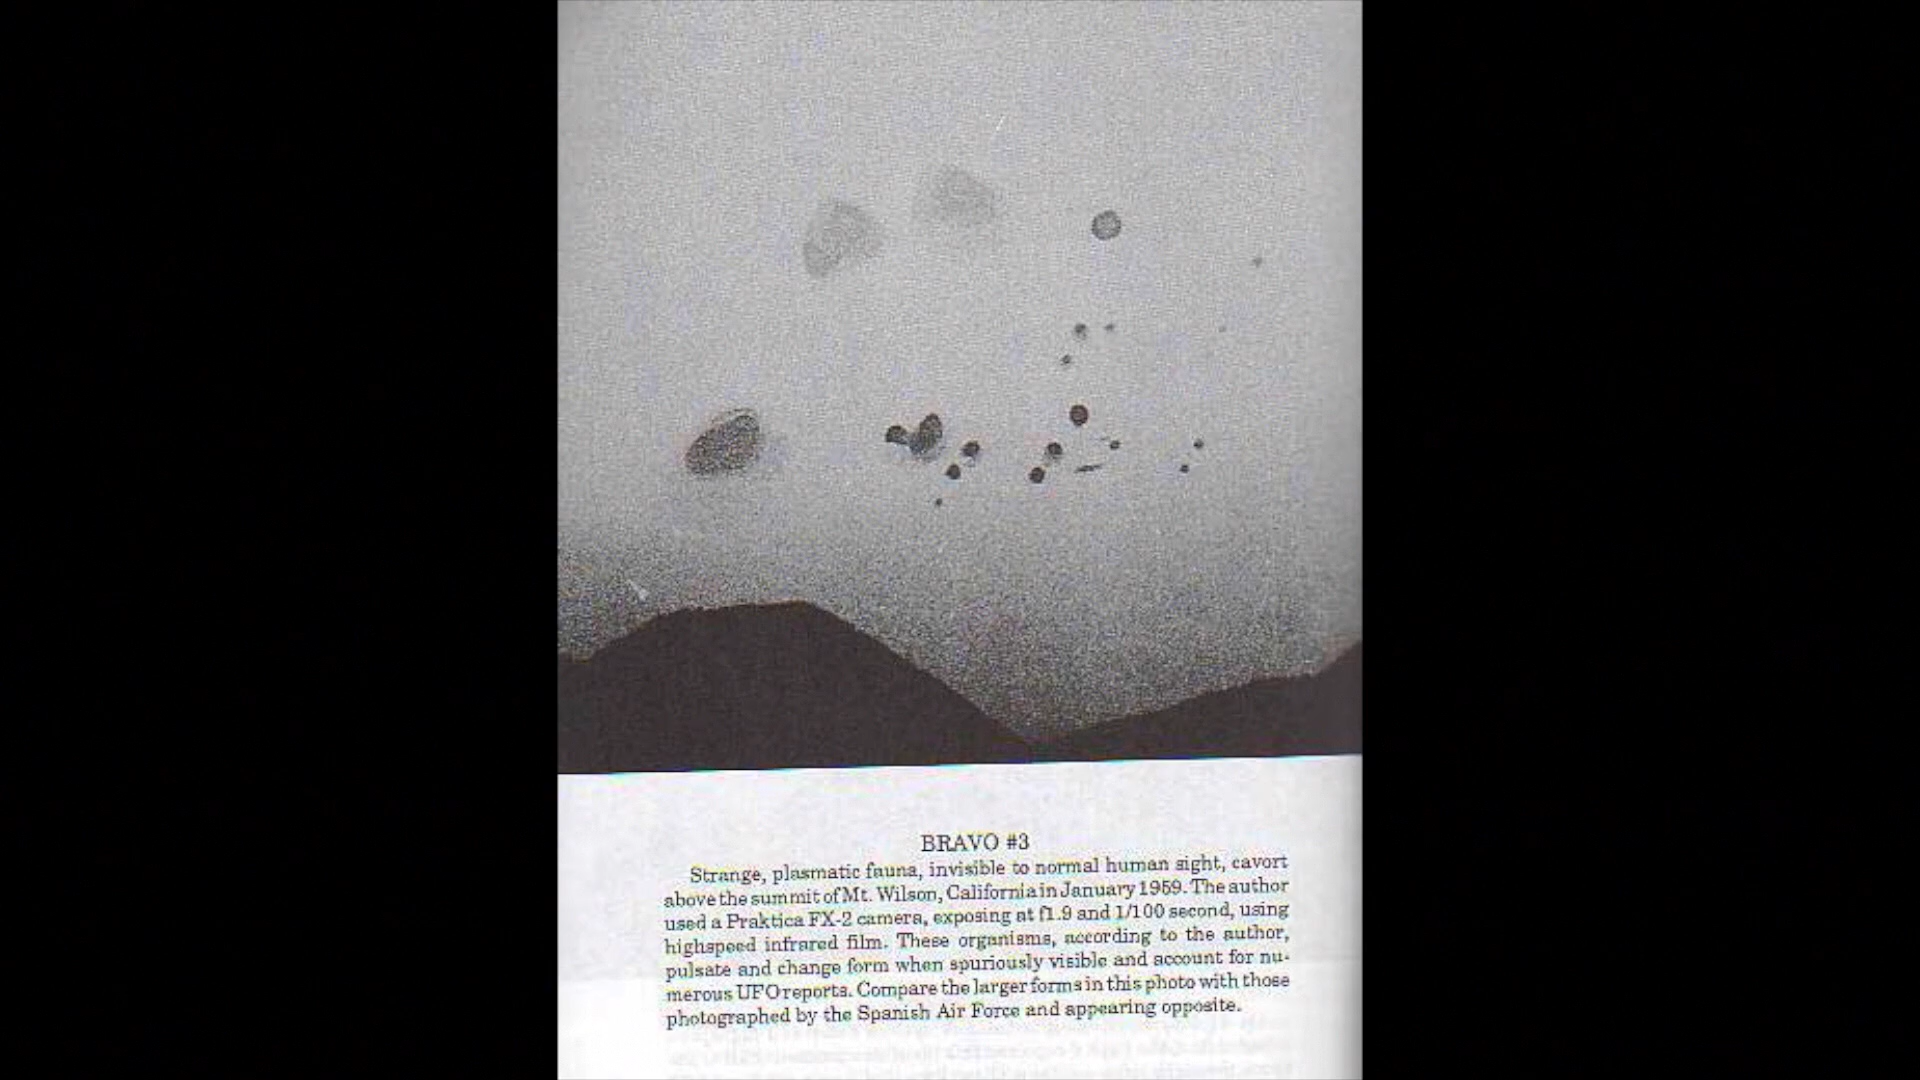 BRAVO #3
Strange, plasmatic fauna, invisible to normal human sight, cavort
above the summit of Mt. Wilson, California in January 1959. The author
used a Praktica FX-2 camera, exposing at f1.9 and 1/100 second, using
highspeed infrared film. These organisms, according to the author,
pulsate and change form when spuriously visible and account for nu-
merous UFO reports. Compare the larger forms in this photo with those
photographed by the Spanish Air Force and appearing opposite.